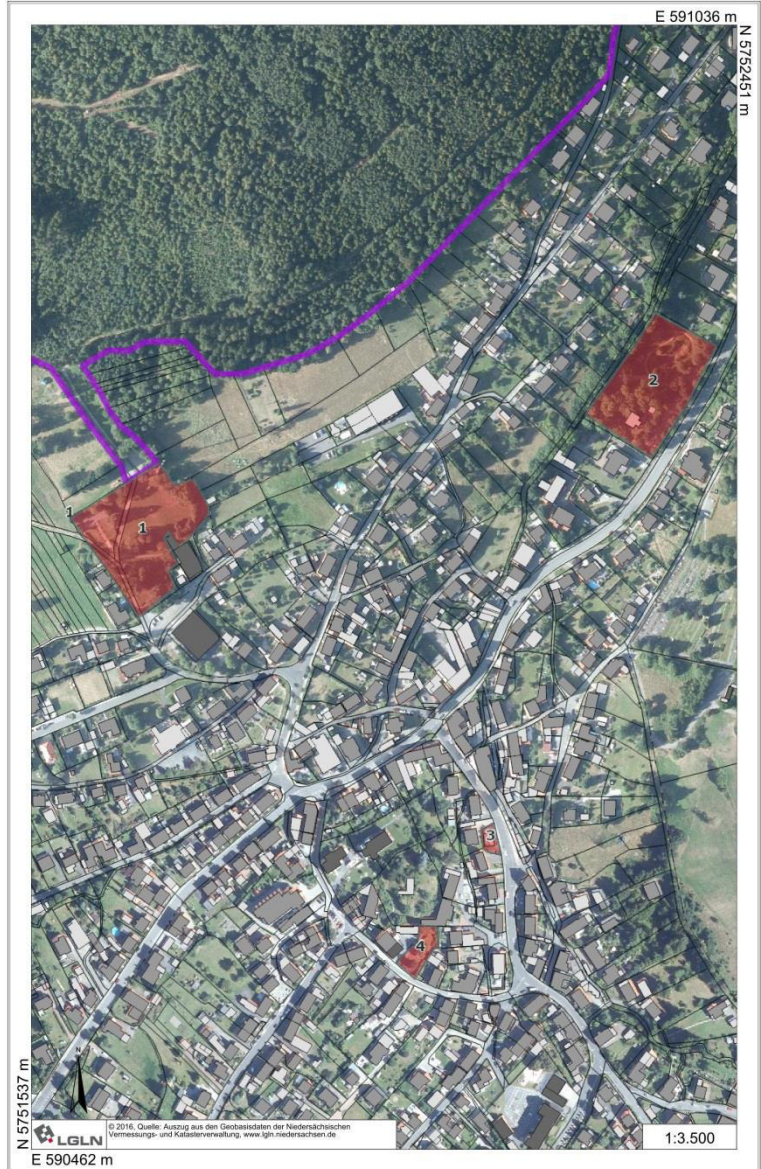 E 591036 m
N 5752451 m
2
1
1
3
4
N
N 5751537 m
LGLN
© 2016, Quelle: Auszug aus den Geobasisdaten der Niedersächsischen
Vermessungs- und Katasterverwaltung, www.lgln.niedersachsen.de
1:3.500
E 590462 m